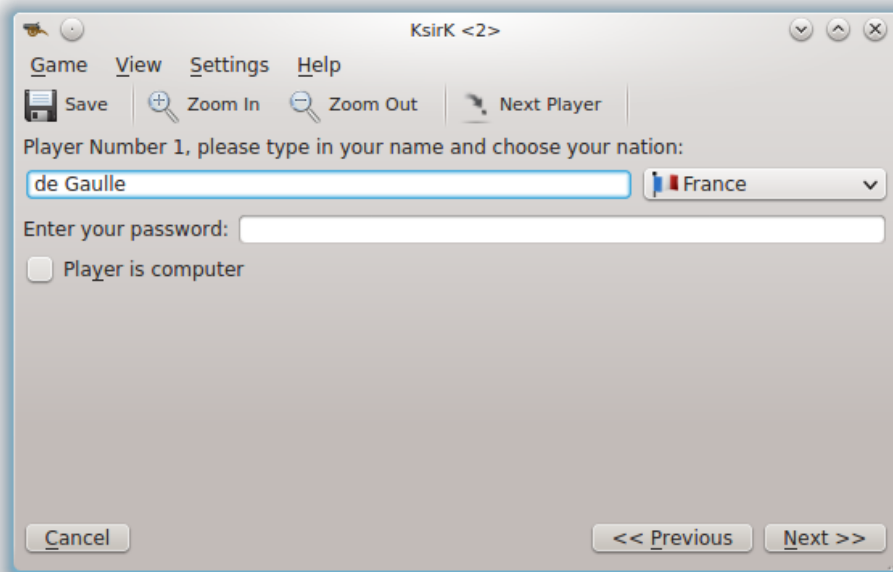 KsirK <2>
Game View Settings Help
Save Zoom In Zoom Out Next Player
Player Number 1, please type in your name and choose your nation:
de Gaulle France
Enter your password:
Player is computer
Cancel << Previous Next >>